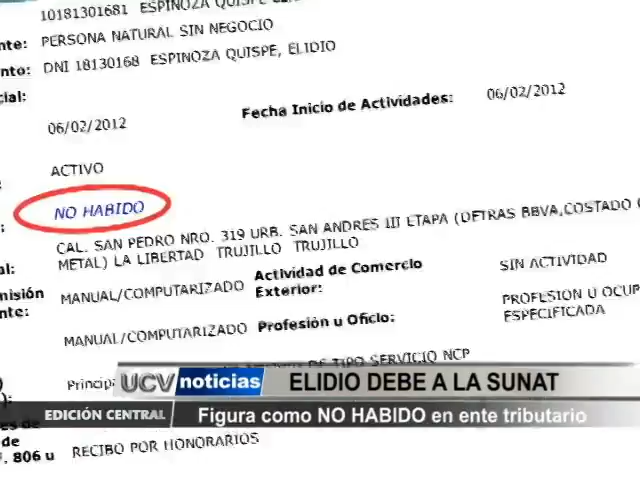 10181301681 ESPINOZA QUISPE
nte: PERSONA NATURAL SIN NEGOCIO
nto: DNI 18130168 ESPINOZA QUISPE, ELIDIO
cial:
Fecha Inicio de Actividades: 06/02/2012
06/02/2012
ACTIVO
NO HABIDO
CAL. SAN PEDRO NRO. 319 URB. SAN ANDRES III ETAPA (DETRAS BBVA,COSTADO
al: METAL) LA LIBERTAD TRUJILLO TRUJILLO
misión nte: MANUAL/COMPUTARIZADO Actividad de Comercio Exterior: SIN ACTIVIDAD
MANUAL/COMPUTARIZADO Profesión u Oficio: PROFESION U OCUP ESPECIFICADA
Princip DE TIPO SERVICIO NCP
UCV noticias ELIDIO DEBE A LA SUNAT
EDICIÓN CENTRAL Figura como NO HABIDO en ente tributario
es de
de
. 806 u RECIBO POR HONORARIOS